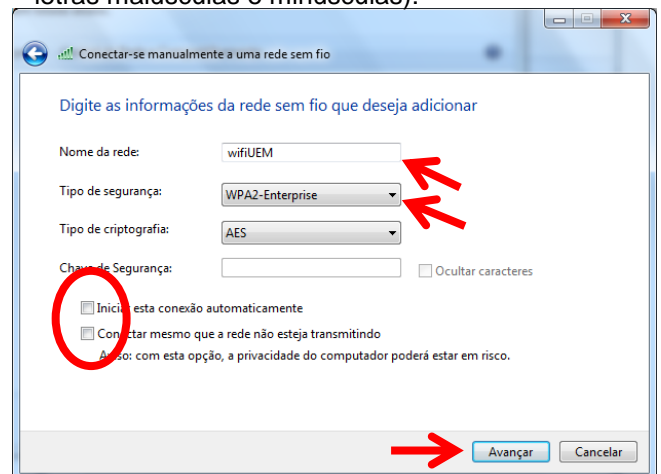 letras maiúsculas e minúsculas).
Conectar-se manualmente a uma rede sem fio
Digite as informações da rede sem fio que deseja adicionar
Nome da rede: wifiUEM
Tipo de segurança: WPA2-Enterprise
Tipo de criptografia: AES
Chave de Segurança: Ocultar caracteres
Iniciar esta conexão automaticamente
Conectar mesmo que a rede não esteja transmitindo
Aviso: com esta opção, a privacidade do computador poderá estar em risco.
Avançar Cancelar